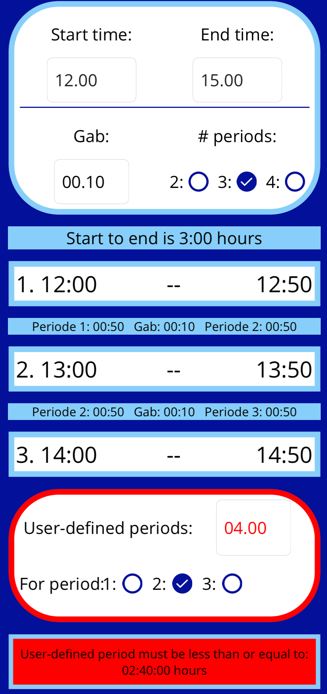 Start time: End time:
12.00 15.00
Gab: # periods:
00.10 2: 3: 4:
Start to end is 3:00 hours
1. 12:00 -- 12:50
Periode 1: 00:50 Gab: 00:10 Periode 2: 00:50
2. 13:00 -- 13:50
Periode 2: 00:50 Gab: 00:10 Periode 3: 00:50
3. 14:00 -- 14:50
User-defined periods: 04.00
For period:1: 2: 3:
User-defined period must be less than or equal to:
02:40:00 hours